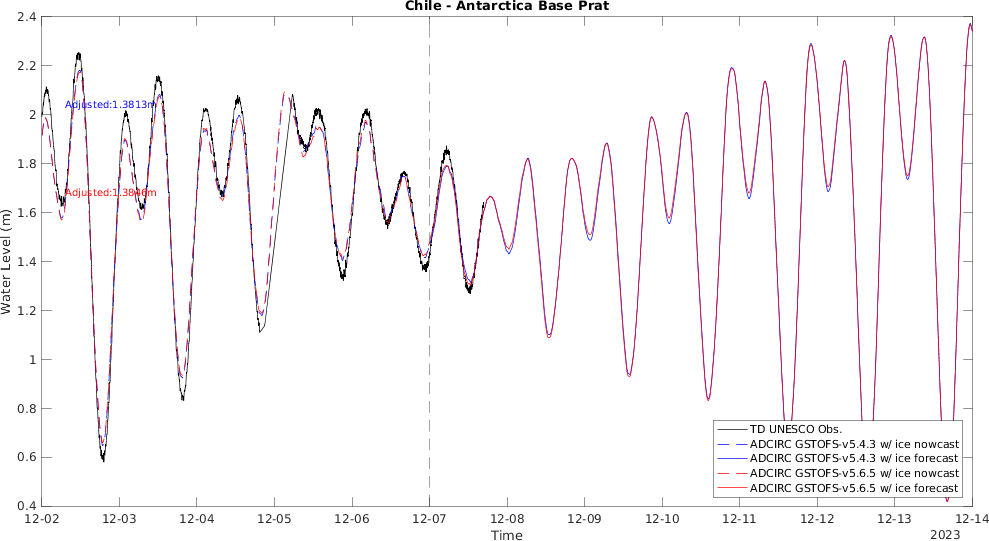 Chile - Antarctica Base Prat
2.4
2.2
2
1.8
1.6
1.4
1.2
1
0.8
0.6
0.4
Water Level (m)
Adjusted:1.3813m
Adjusted:1.3846m
TD UNESCO Obs.
ADCIRC GSTOFS-v5.4.3 w/ ice nowcast
ADCIRC GSTOFS-v5.4.3 w/ ice forecast
ADCIRC GSTOFS-v5.6.5 w/ ice nowcast
ADCIRC GSTOFS-v5.6.5 w/ ice forecast
12-02 12-03 12-04 12-05 12-06 12-07 12-08 12-09 12-10 12-11 12-12 12-13 12-14
Time
2023